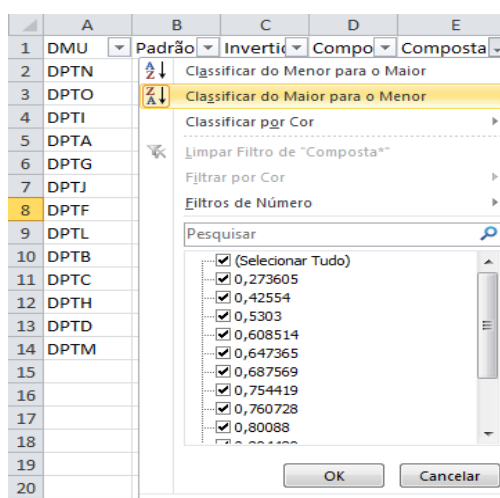 A B C D E
1 DMU Padrão Invertid Compo Composta
2 DPTN Classificar do Menor para o Maior
3 DPTO Classificar do Maior para o Menor
4 DPTI Classificar por Cor
5 DPTA Limpar Filtro de "Composta*"
6 DPTG Filtrar por Cor
7 DPTJ Filtros de Número
8 DPTF
9 DPTL Pesquisar
10 DPTB (Selecionar Tudo)
11 DPTC 0,273605
0,42554
12 DPTH 0,5303
13 DPTD 0,608514
14 DPTM 0,647365
15 0,687569
16 0,754419
17 0,760728
0,80088
18
19 OK Cancelar
20